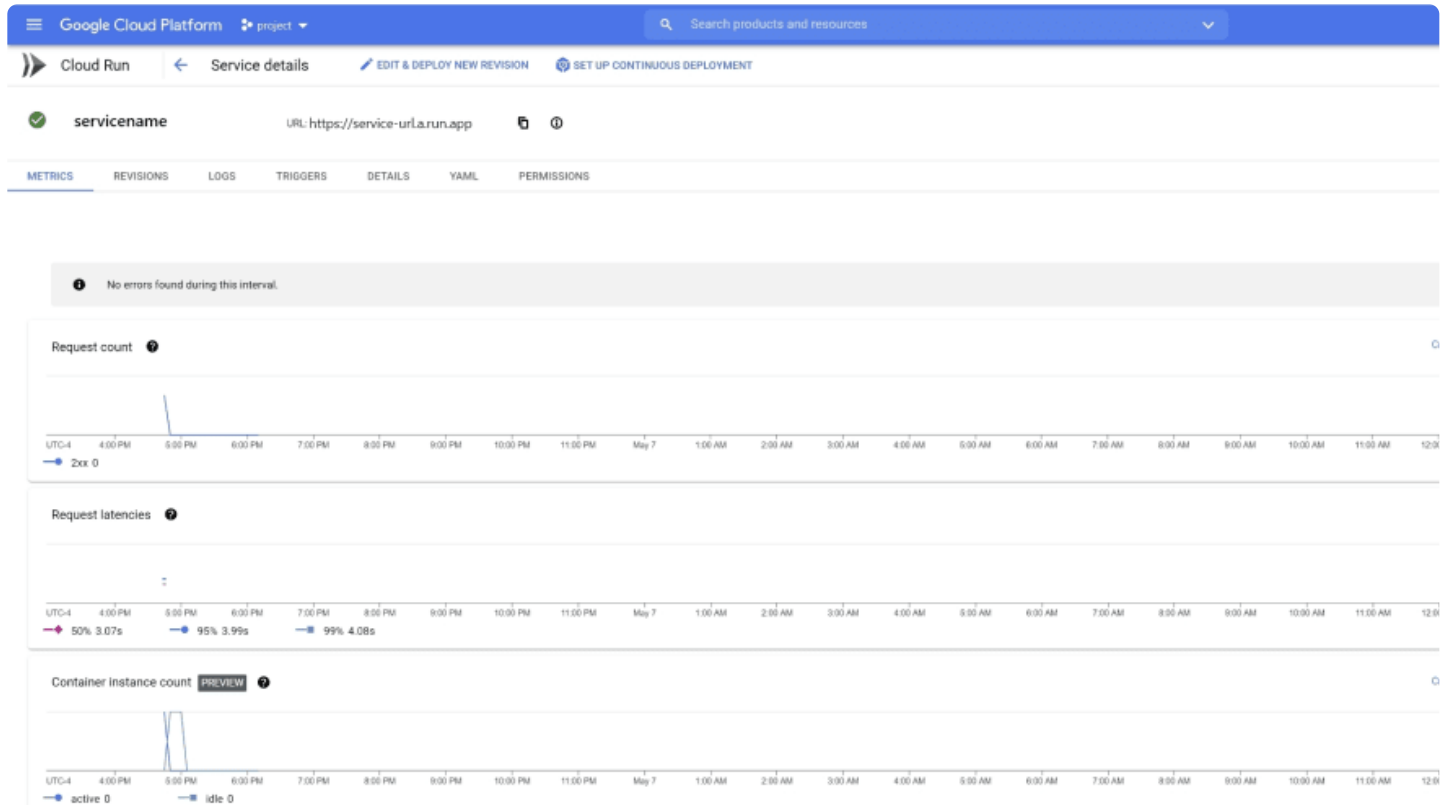 Google Cloud Platform project Search products and resources
Cloud Run Service details EDIT & DEPLOY NEW REVISION SET UP CONTINUOUS DEPLOYMENT
servicename URL: https://service-url.a.run.app
METRICS REVISIONS LOGS TRIGGERS DETAILS YAML PERMISSIONS
No errors found during this interval.
Request count
UTC-4 4:00 PM 5:00 PM 6:00 PM 7:00 PM 8:00 PM 9:00 PM 10:00 PM 11:00 PM May 7 1:00 AM 2:00 AM 3:00 AM 4:00 AM 5:00 AM 6:00 AM 7:00 AM 8:00 AM 9:00 AM 10:00 AM 11:00 AM
2xx 0
Request latencies
UTC-4 4:00 PM 5:00 PM 6:00 PM 7:00 PM 8:00 PM 9:00 PM 10:00 PM 11:00 PM May 7 1:00 AM 2:00 AM 3:00 AM 4:00 AM 5:00 AM 6:00 AM 7:00 AM 8:00 AM 9:00 AM 10:00 AM 11:00 AM
50% 3.07s 95% 3.99s 99% 4.08s
Container instance count PREVIEW
UTC-4 4:00 PM 5:00 PM 6:00 PM 7:00 PM 8:00 PM 9:00 PM 10:00 PM 11:00 PM May 7 1:00 AM 2:00 AM 3:00 AM 4:00 AM 5:00 AM 6:00 AM 7:00 AM 8:00 AM 9:00 AM 10:00 AM 11:00 AM
active 0 idle 0